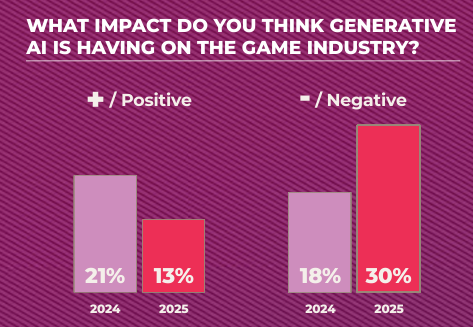 WHAT IMPACT DO YOU THINK GENERATIVE
AI IS HAVING ON THE GAME INDUSTRY?
+ / Positive
- / Negative
21%
13%
18%
30%
2024
2025
2024
2025